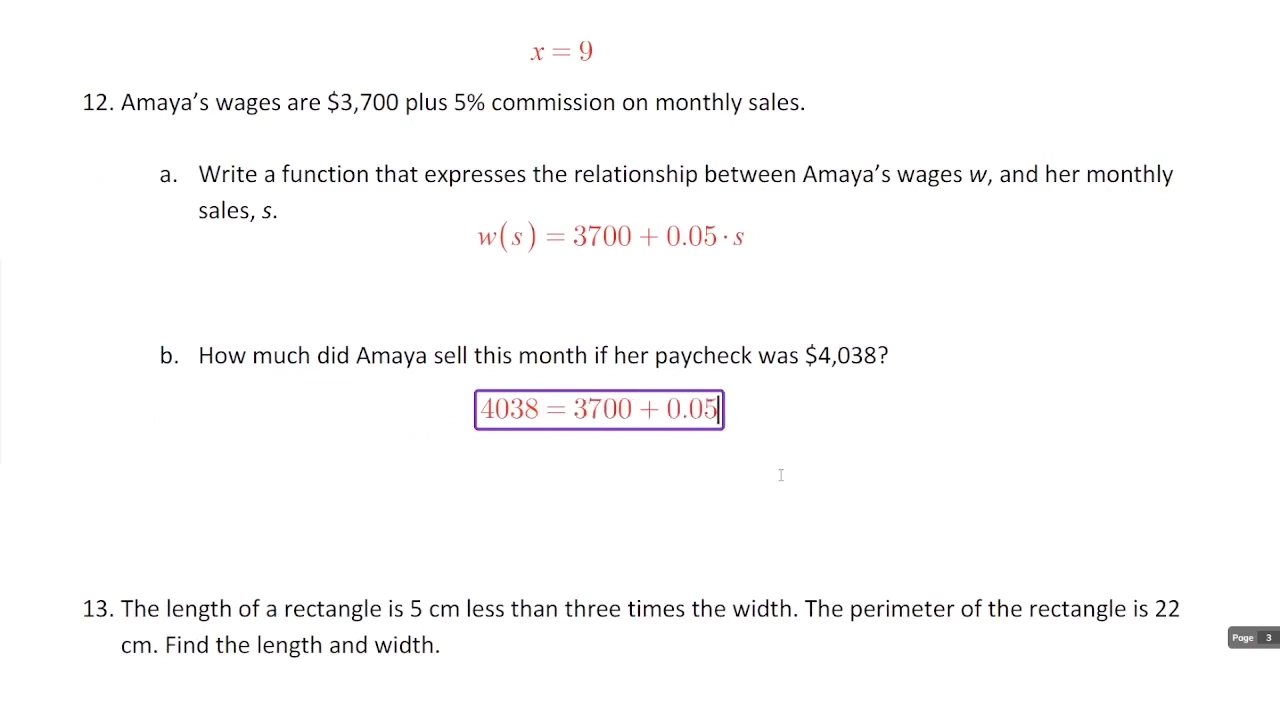 x = 9
12. Amaya’s wages are $3,700 plus 5% commission on monthly sales.
a. Write a function that expresses the relationship between Amaya’s wages w, and her monthly
sales, s.
w(s) = 3700 + 0.05 · s
b. How much did Amaya sell this month if her paycheck was $4,038?
4038 = 3700 + 0.05
13. The length of a rectangle is 5 cm less than three times the width. The perimeter of the rectangle is 22
cm. Find the length and width.
Page 3